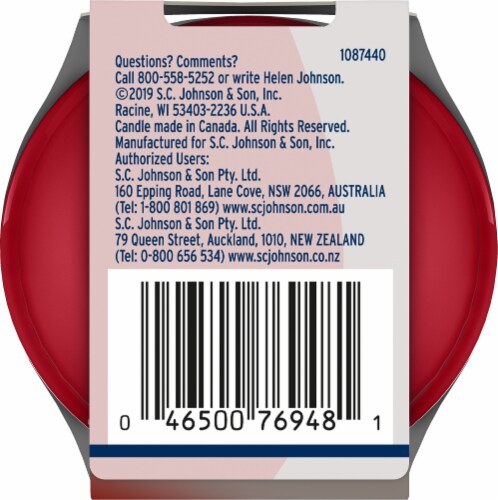 1087440
Questions? Comments?
Call 800-558-5252 or write Helen Johnson.
©2019 S.C. Johnson & Son, Inc.
Racine, WI 53403-2236 U.S.A.
Candle made in Canada. All Rights Reserved.
Manufactured for S.C. Johnson & Son, Inc.
Authorized Users:
S.C. Johnson & Son Pty. Ltd.
160 Epping Road, Lane Cove, NSW 2066, AUSTRALIA
(Tel: 1-800 801 869) www.scjohnson.com.au
S.C. Johnson & Son Pty. Ltd.
79 Queen Street, Auckland, 1010, NEW ZEALAND
(Tel: 0-800 656 534) www.scjohnson.co.nz
0 46500 76948 1